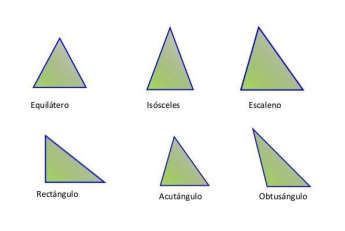 Equilátero
Isósceles
Escaleno
Rectángulo
Acutángulo
Obtusángulo